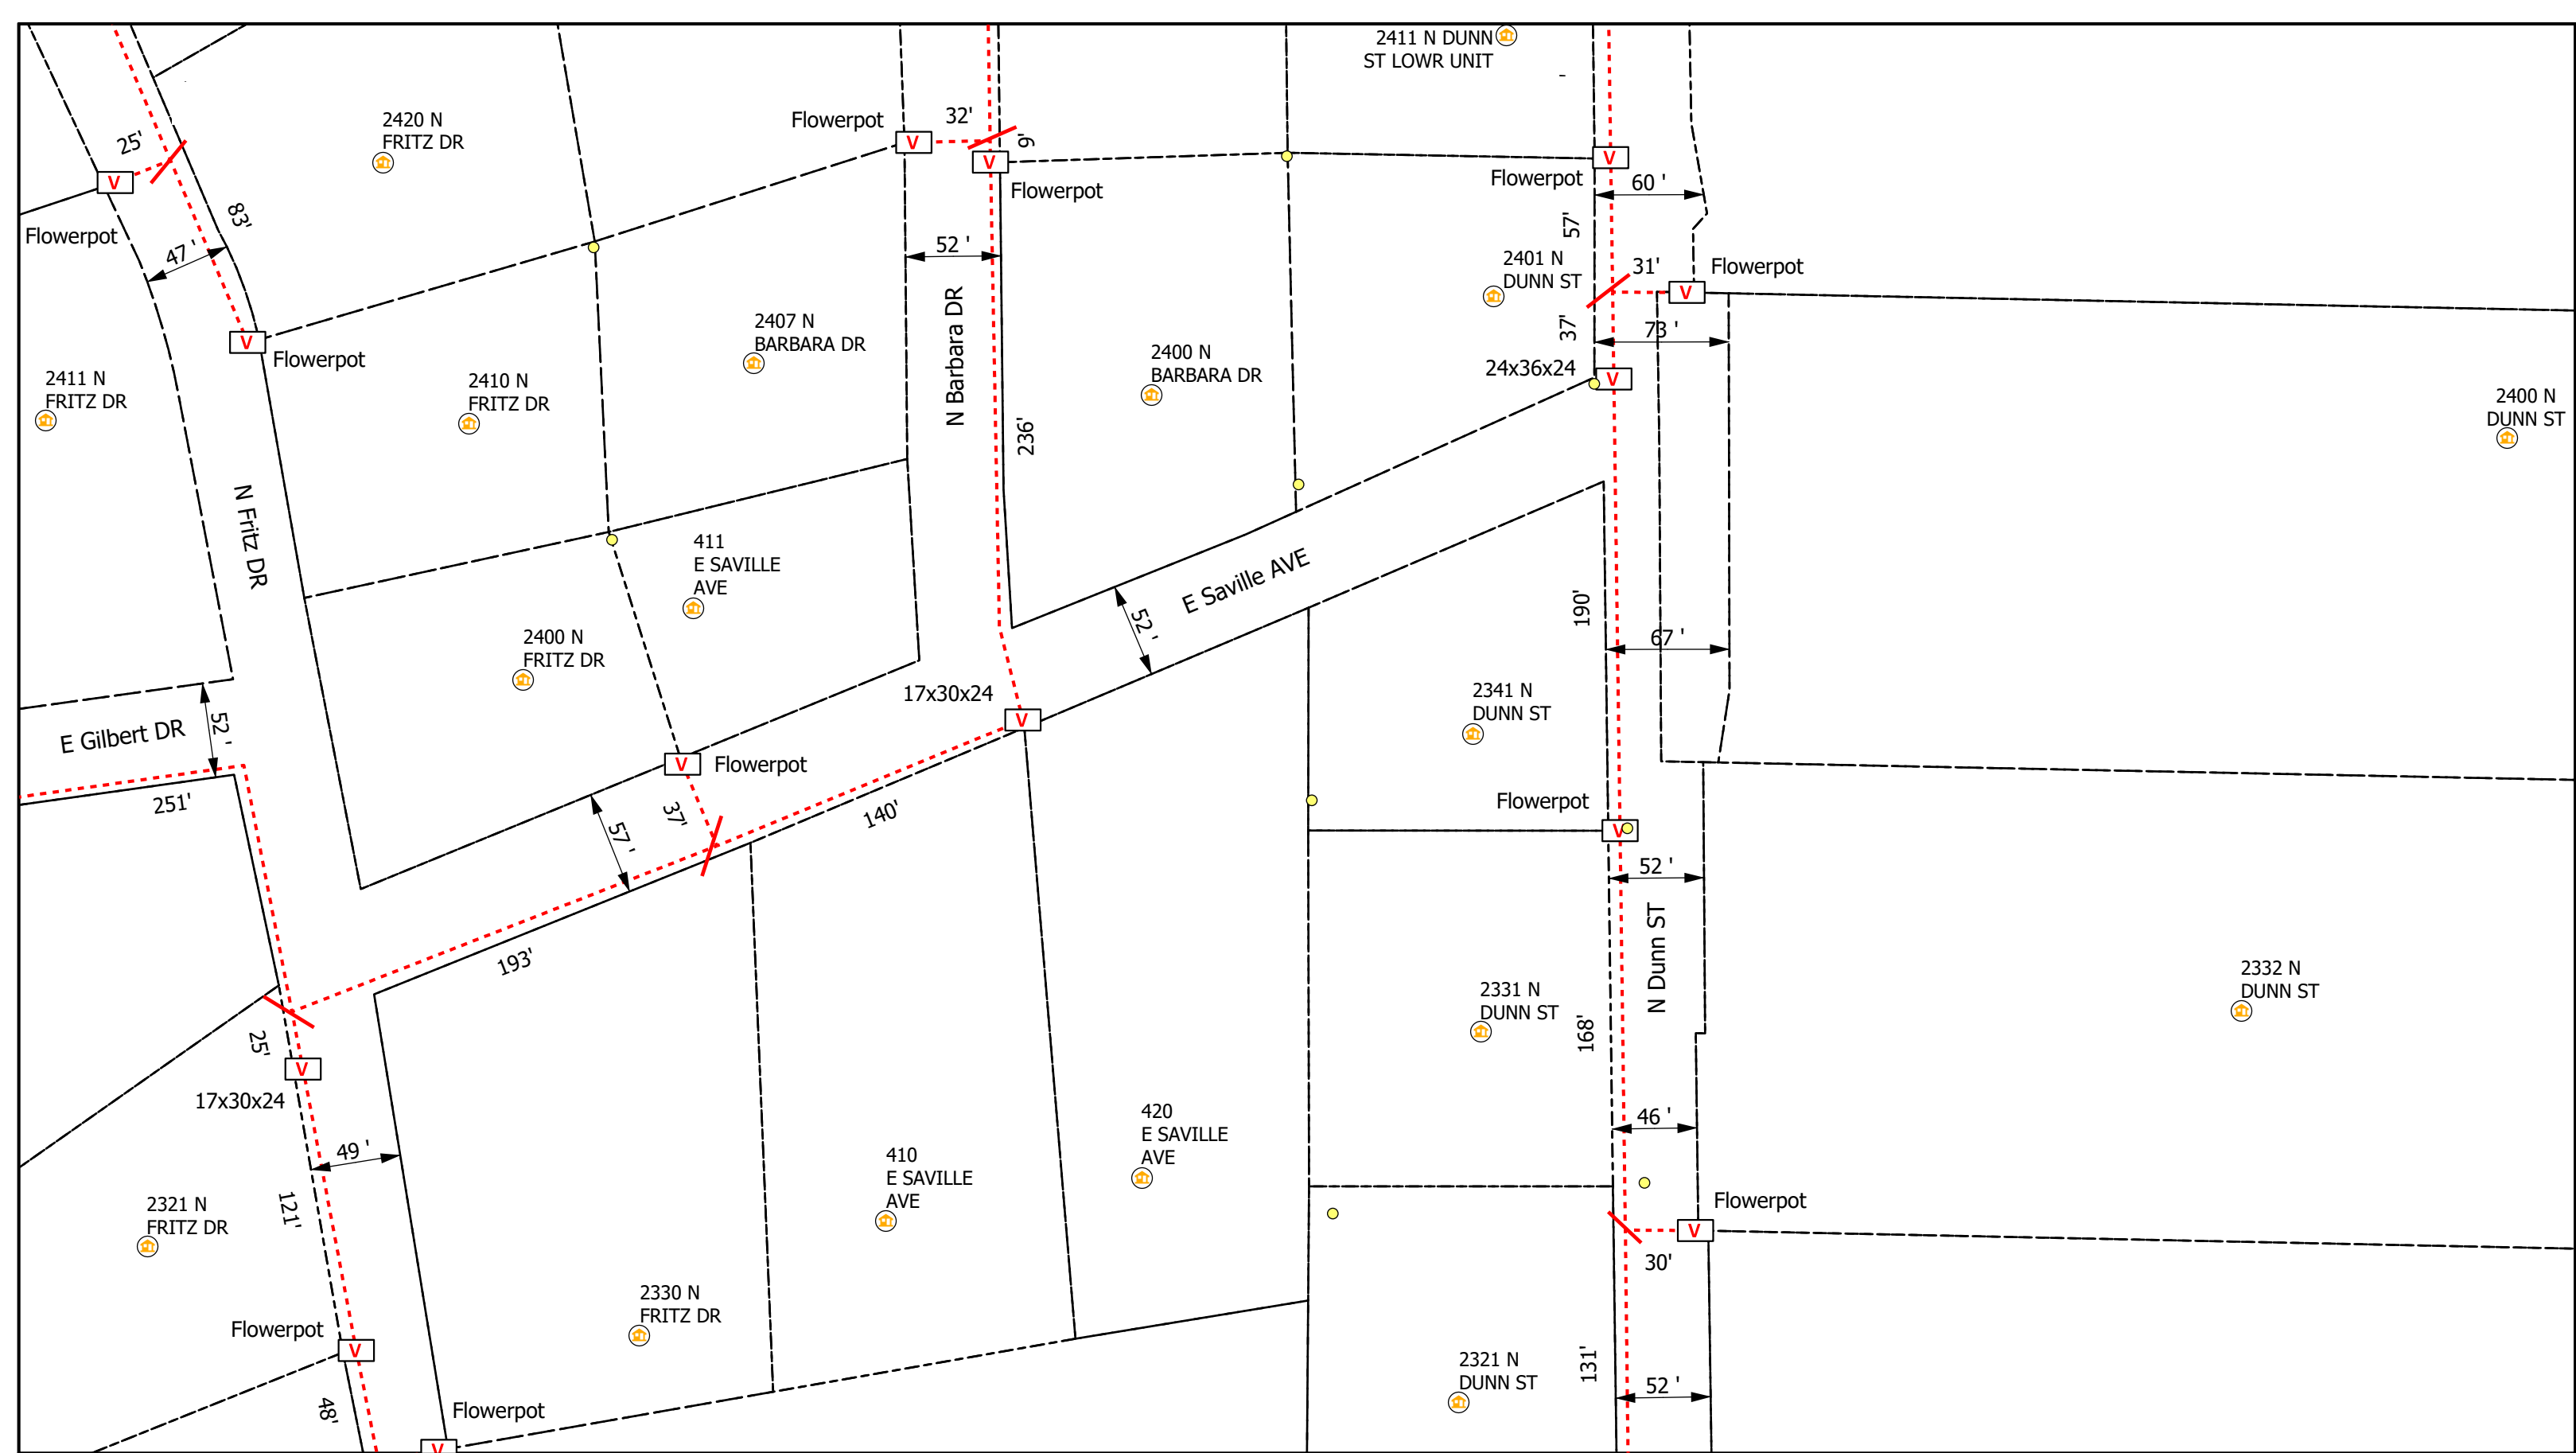 2411 N DUNN
ST LOWR UNIT
2420 N
FRITZ DR
Flowerpot
32'
9'
25'
V
V
V
V
Flowerpot
Flowerpot
60 '
83'
57'
Flowerpot
47 '
52 '
2401 N
DUNN ST
31'
Flowerpot
V
N Barbara DR
2407 N
BARBARA DR
37'
73 '
V
Flowerpot
2400 N
BARBARA DR
24x36x24
V
2411 N
FRITZ DR
2410 N
FRITZ DR
2400 N
DUNN ST
236'
N Fritz DR
411
E SAVILLE
AVE
E Saville AVE
52 '
190'
67 '
2400 N
FRITZ DR
17x30x24
V
2341 N
DUNN ST
52 '
E Gilbert DR
V
Flowerpot
251'
37'
140'
57 '
Flowerpot
V
52 '
193'
N Dunn ST
2332 N
DUNN ST
2331 N
DUNN ST
168'
25'
V
17x30x24
49 '
420
E SAVILLE
AVE
46 '
410
E SAVILLE
AVE
121'
2321 N
FRITZ DR
Flowerpot
V
30'
2330 N
FRITZ DR
Flowerpot
V
2321 N
DUNN ST
131'
52 '
48'
Flowerpot
V